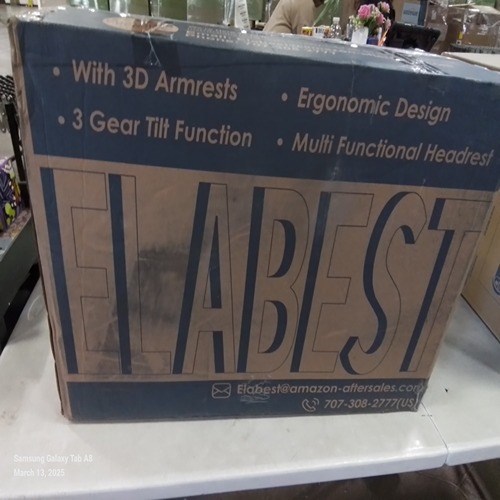 • With 3D Armrests
• Ergonomic Design
• 3 Gear Tilt Function
• Multi Functional Headrest
ELABEST
Elabest@amazon-aftersales.com
707-308-2777(US)
Samsung Galaxy Tab A8
March 13, 2025